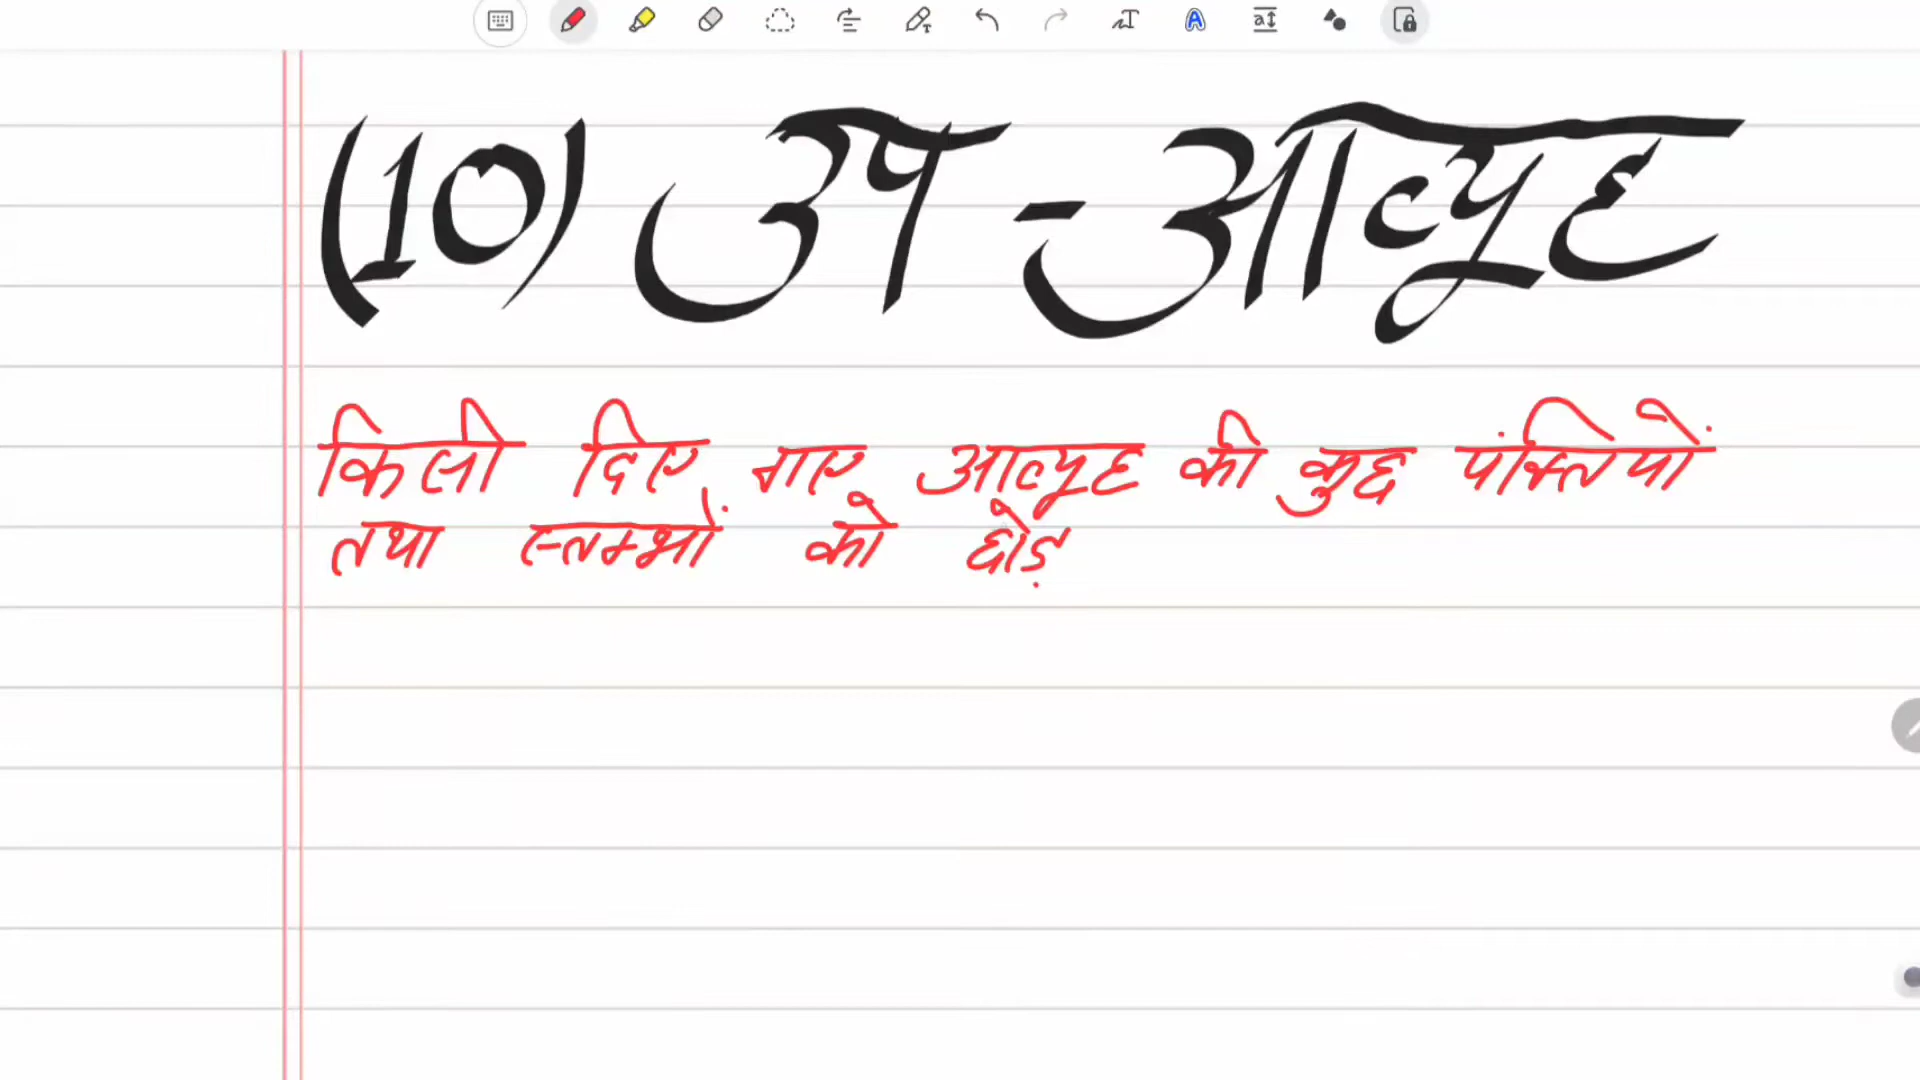 (10) उप - आव्यूह
किसी दिए गए आव्यूह की कुछ पंक्तियों
तथा स्तम्भों को छोड़